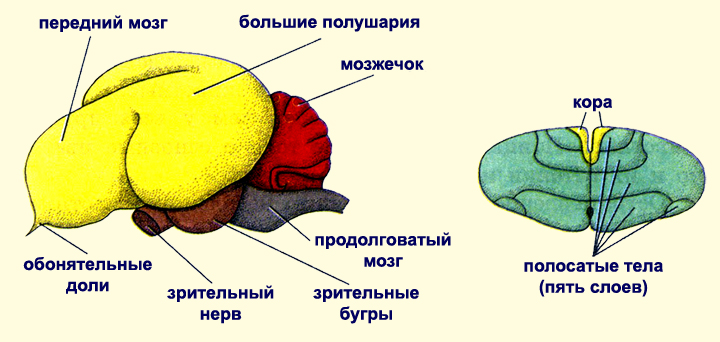 передний мозг
большие полушария
мозжечок
кора
обонятельные
доли
зрительный
нерв
зрительные
бугры
продолговатый
мозг
полосатые тела
(пять слоев)